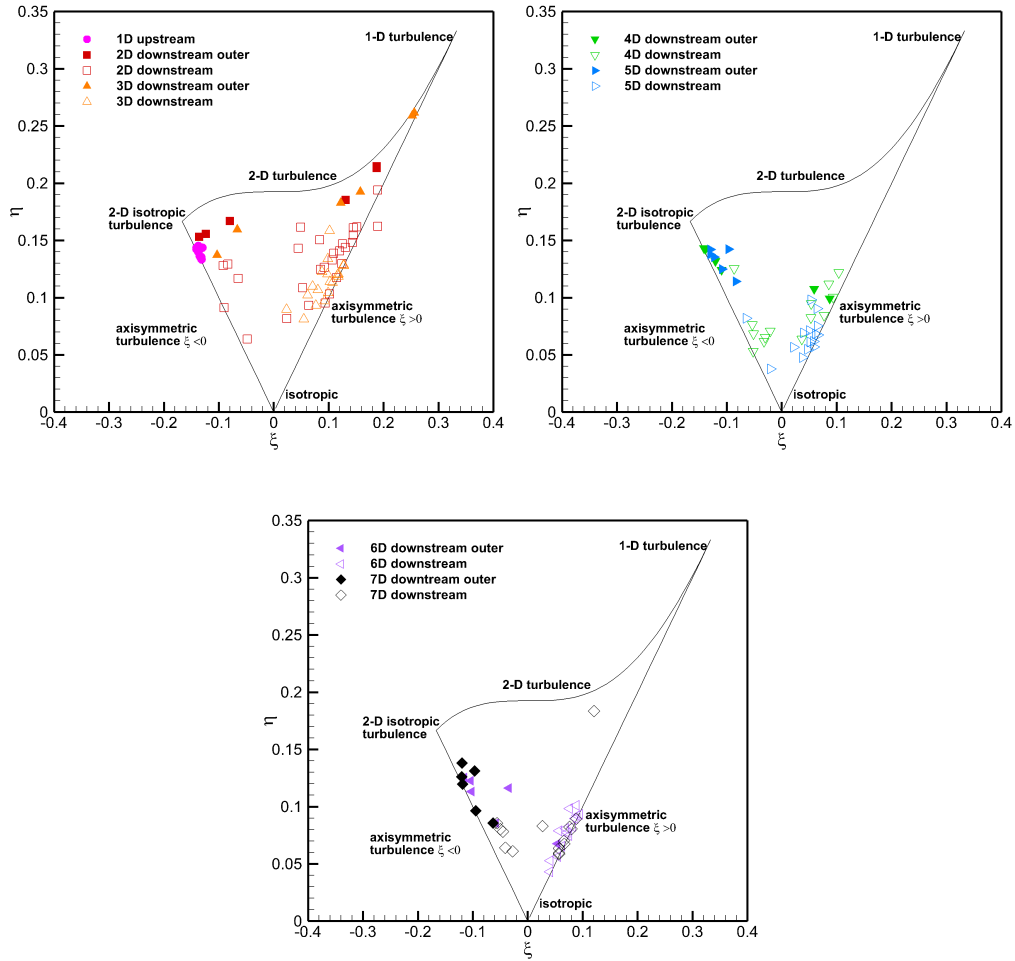 0.35
0.3
0.25
0.2
0.15
0.1
0.05
0
-0.4
-0.3
-0.2
-0.1
0
0.1
0.2
0.3
0.4
η
ξ
1D upstream
2D downstream outer
2D downstream
3D downstream outer
3D downstream
1-D turbulence
2-D turbulence
2-D isotropic
turbulence
axisymmetric
turbulence ξ >0
axisymmetric
turbulence ξ <0
isotropic
0.35
0.3
0.25
0.2
0.15
0.1
0.05
0
-0.4
-0.3
-0.2
-0.1
0
0.1
0.2
0.3
0.4
η
ξ
4D downstream outer
4D downstream
5D downstream outer
5D downstream
1-D turbulence
2-D turbulence
2-D isotropic
turbulence
axisymmetric
turbulence ξ >0
axisymmetric
turbulence ξ <0
isotropic
0.35
0.3
0.25
0.2
0.15
0.1
0.05
0
-0.4
-0.3
-0.2
-0.1
0
0.1
0.2
0.3
0.4
η
ξ
6D downstream outer
6D downstream
7D downtream outer
7D downstream
1-D turbulence
2-D turbulence
2-D isotropic
turbulence
axisymmetric
turbulence ξ >0
axisymmetric
turbulence ξ <0
isotropic